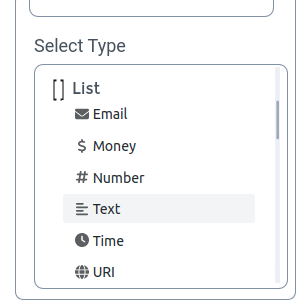 Select Type
[ ] List
Email
$ Money
# Number
Text
Time
URI